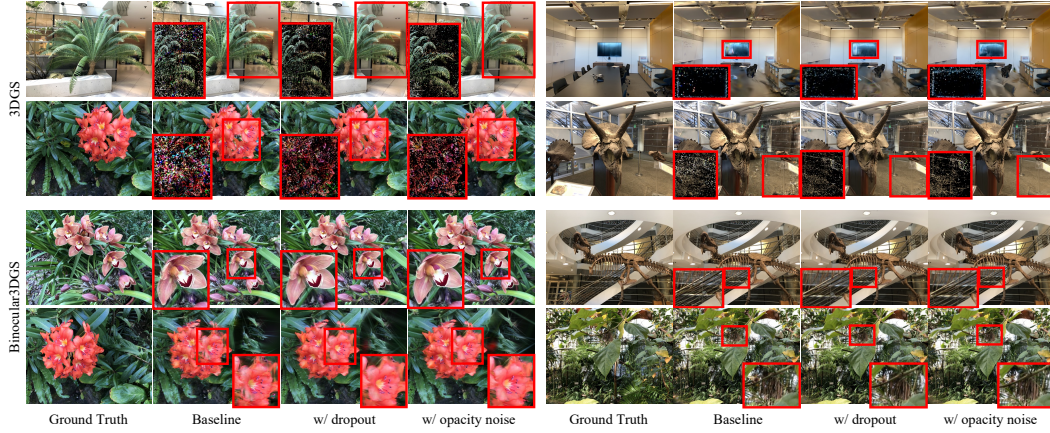 3DGS
Binocular3DGS
Ground Truth Baseline w/ dropout w/ opacity noise Ground Truth Baseline w/ dropout w/ opacity noise